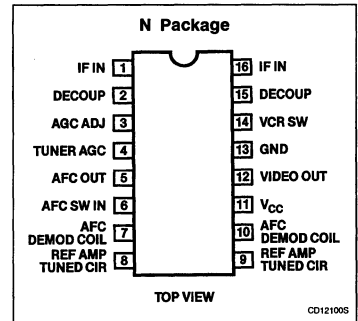 N Package
IF IN 1
16 IF IN
DECOUP 2
15 DECOUP
AGC ADJ 3
14 VCR SW
TUNER AGC 4
13 GND
AFC OUT 5
12 VIDEO OUT
AFC SW IN 6
11 VCC
AFC
DEMOD COIL 7
10 AFC
DEMOD COIL
REF AMP
TUNED CIR 8
9 REF AMP
TUNED CIR
TOP VIEW
CD12100S